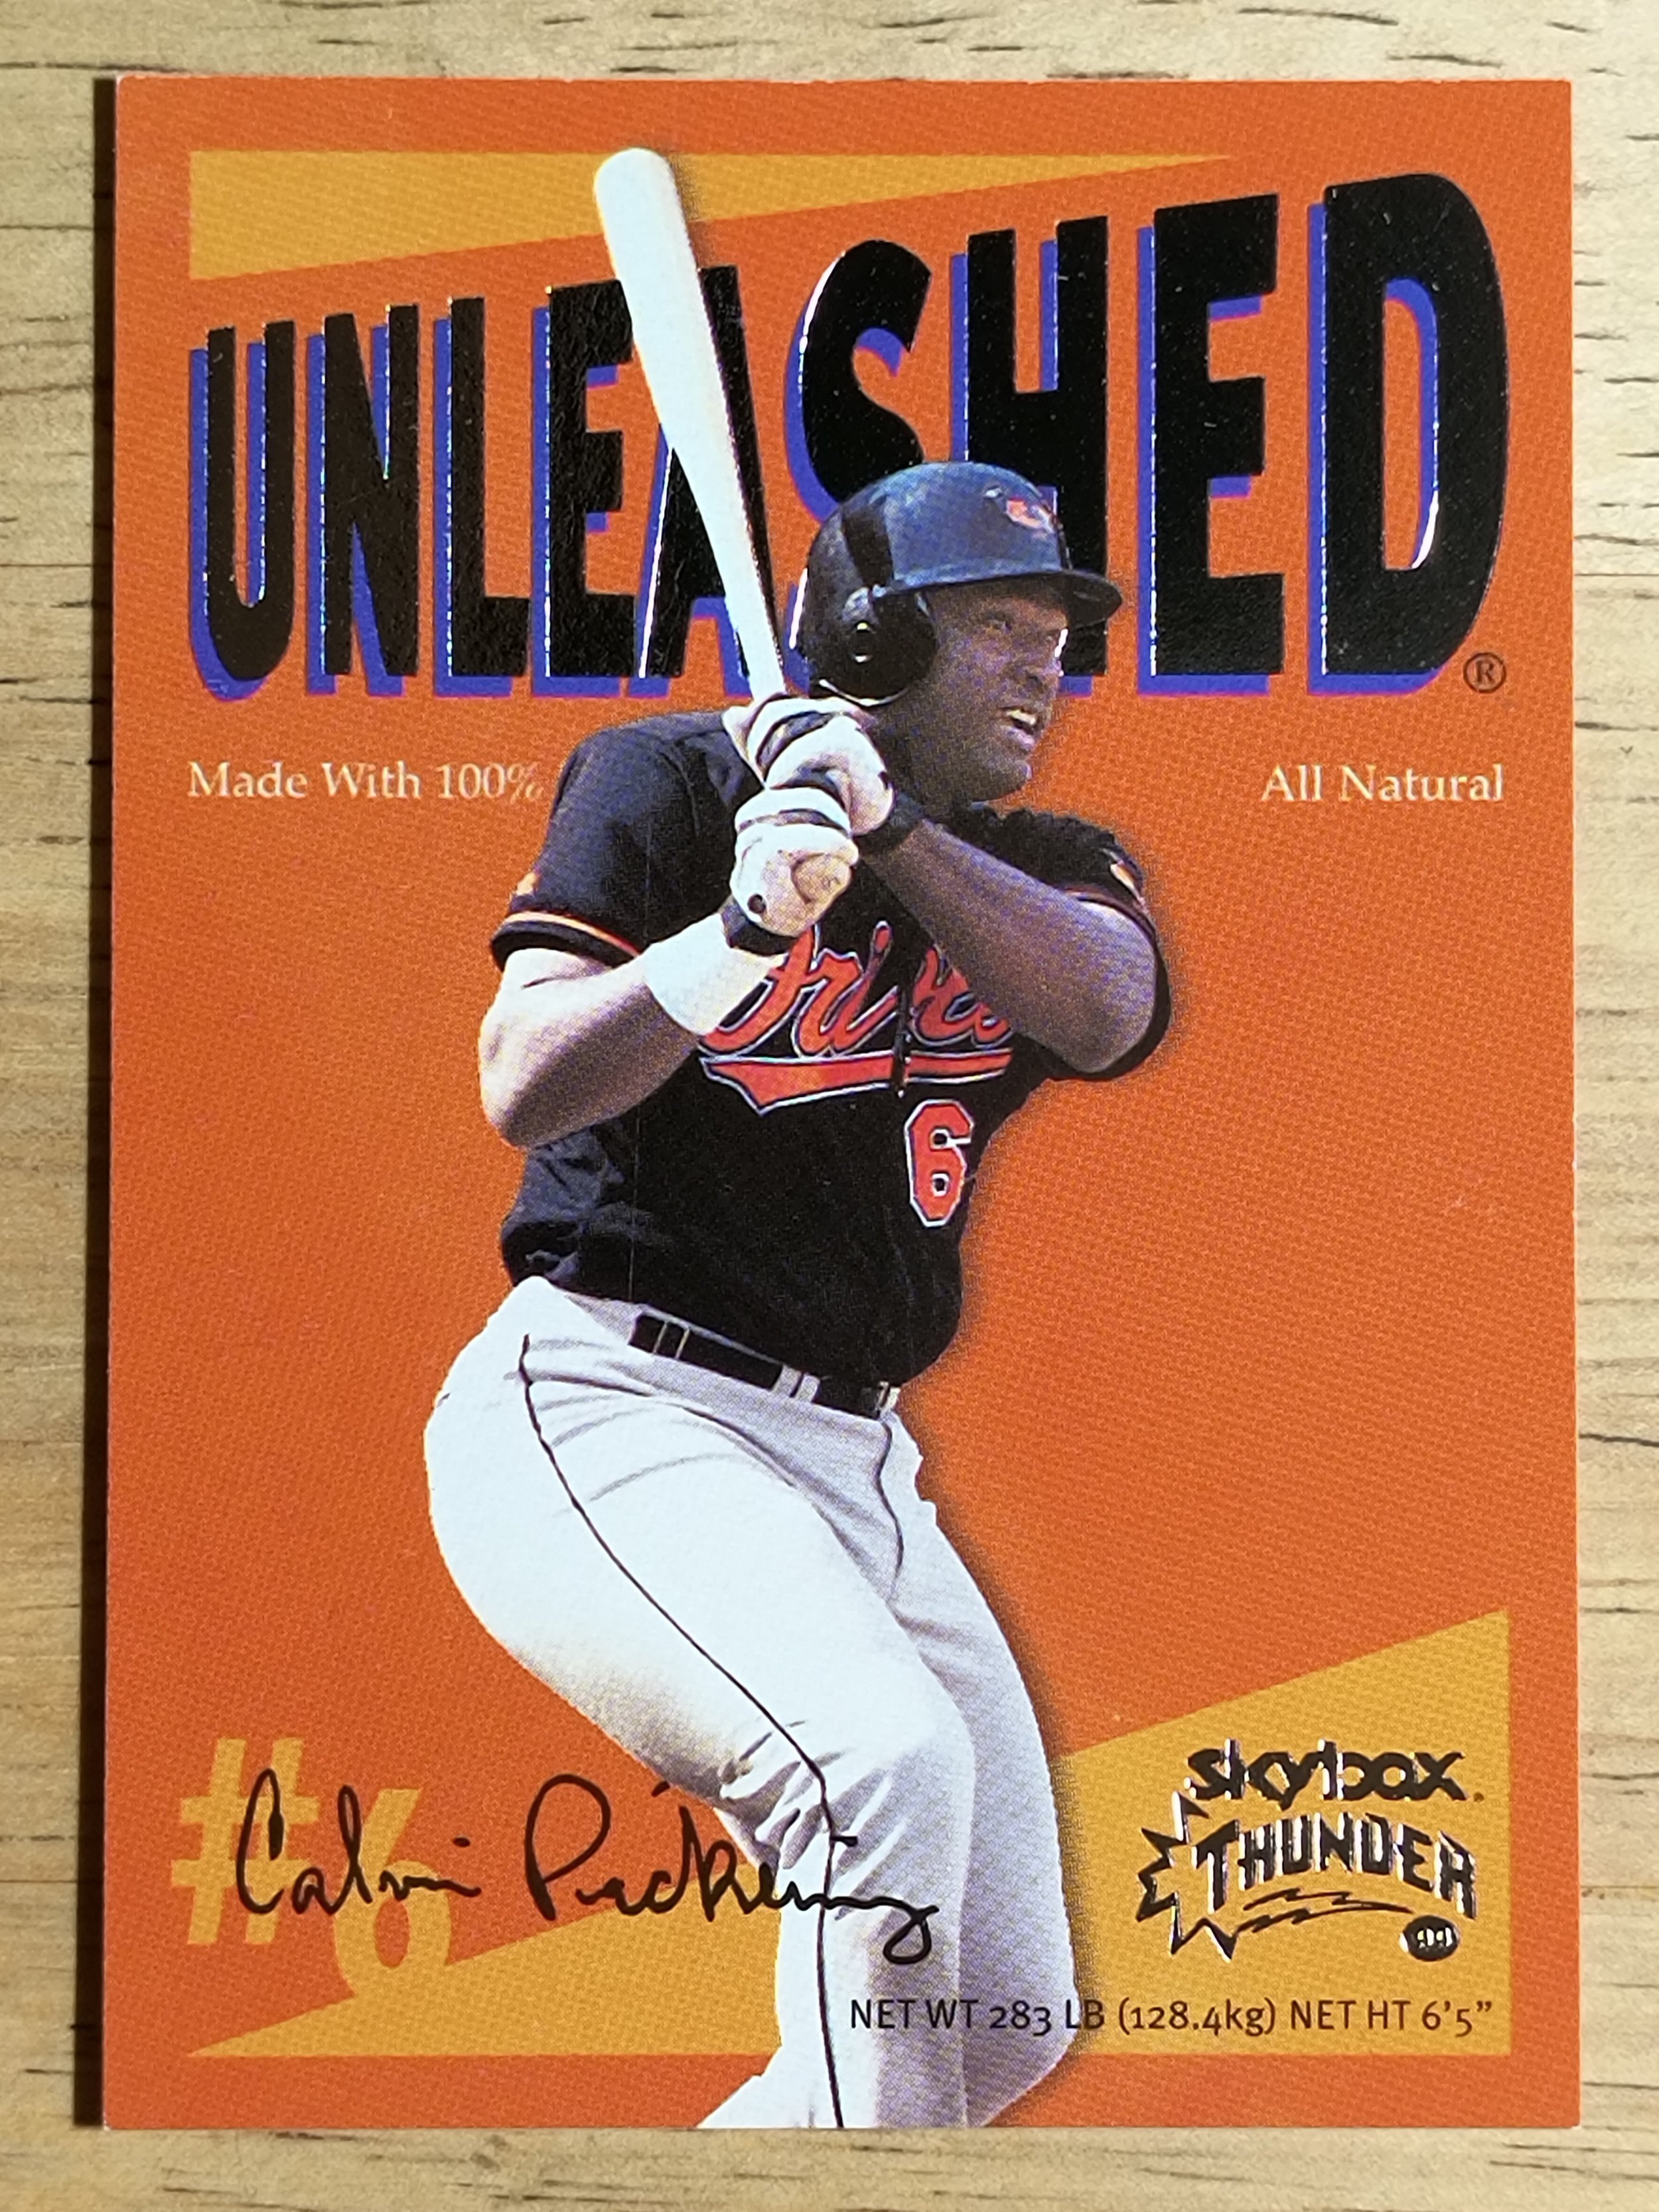 UNLEASHED®
Made With 100% All Natural
Orioles
6
#6
Calvin Pickering
skybox
THUNDER
99
NET WT 283 LB (128.4kg) NET HT 6'5”